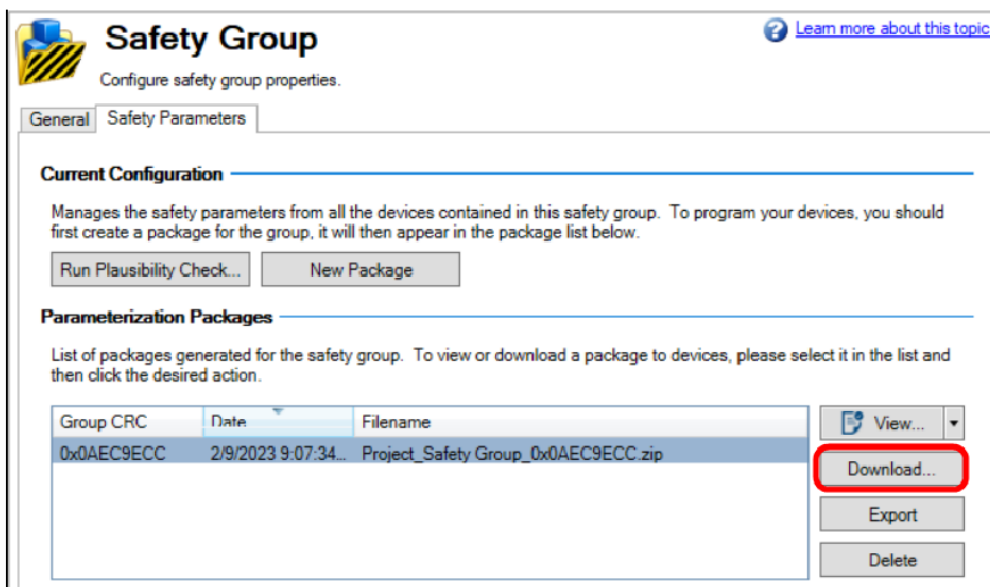 Safety Group
Learn more about this topic
Configure safety group properties.
General
Safety Parameters
Current Configuration
Manages the safety parameters from all the devices contained in this safety group. To program your devices, you should
first create a package for the group, it will then appear in the package list below.
Run Plausibility Check...
New Package
Parameterization Packages
List of packages generated for the safety group. To view or download a package to devices, please select it in the list and
then click the desired action.
Group CRC
Date
Filename
0x0AEC9ECC
2/9/2023 9:07:34...
Project_Safety Group_0x0AEC9ECC.zip
View...
Download...
Export
Delete